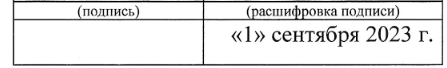 (подпись) (расшифровка подписи)
«1» сентября 2023 г.